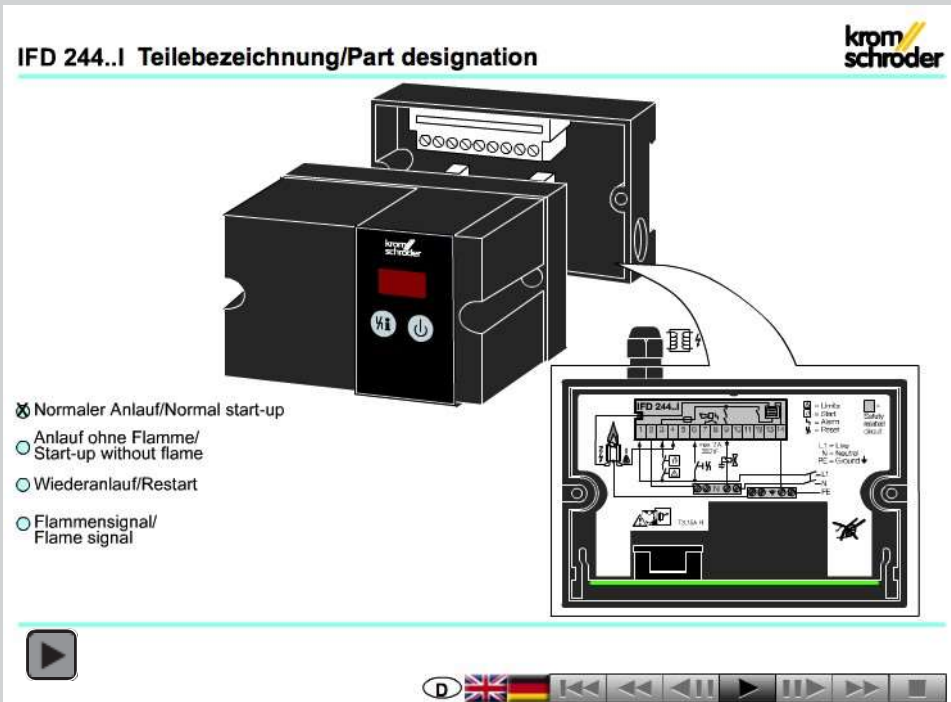 IFD 244..I Teilebezeichnung/Part designation
krom
schroder
krom
schroder
i
Normaler Anlauf/Normal start-up
Anlauf ohne Flamme/
Start-up without flame
Wiederanlauf/Restart
Flammensignal/
Flame signal
IFD 244..I
= Limits
= Start
= Alarm
= Reset
Safety
related
circuit
L1 = Line
N = Neutral
PE = Ground
max. 2A
L1
N
N
PE
D